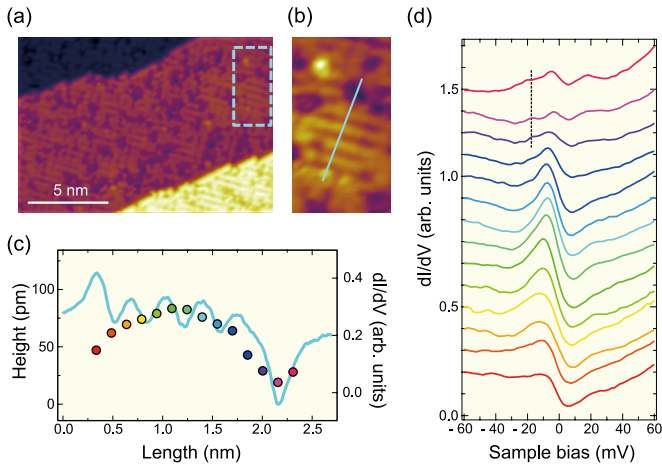 (a)
5 nm
(b)
(c)
Height (pm)
100
50
0
0.4
0.2
0.0
dI/dV (arb. units)
0.0 0.5 1.0 1.5 2.0 2.5
Length (nm)
(d)
dI/dV (arb. units)
1.5
1.0
0.5
0.0
-60 -40 -20 0 20 40 60
Sample bias (mV)